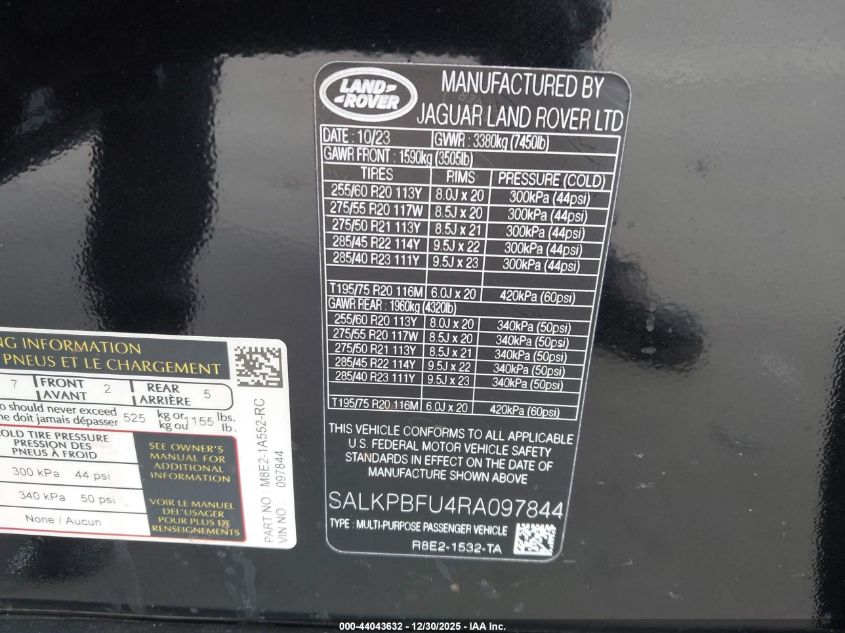 LAND
ROVER
MANUFACTURED BY
JAGUAR LAND ROVER LTD
DATE : 10/23 GVWR : 3380kg (7450lb)
GAWR FRONT : 1590kg (3505lb)
TIRES RIMS PRESSURE (COLD)
255/60 R20 113Y 8.0J x 20 300kPa (44psi)
275/55 R20 117W 8.5J x 20 300kPa (44psi)
275/50 R21 113Y 8.5J x 21 300kPa (44psi)
285/45 R22 114Y 9.5J x 22 300kPa (44psi)
285/40 R23 111Y 9.5J x 23 300kPa (44psi)
T195/75 R20 116M 6.0J x 20 420kPa (60psi)
GAWR REAR : 1960kg (4320lb)
255/60 R20 113Y 8.0J x 20 340kPa (50psi)
275/55 R20 117W 8.5J x 20 340kPa (50psi)
275/50 R21 113Y 8.5J x 21 340kPa (50psi)
285/45 R22 114Y 9.5J x 22 340kPa (50psi)
285/40 R23 111Y 9.5J x 23 340kPa (50psi)
T195/75 R20 116M 6.0J x 20 420kPa (60psi)
THIS VEHICLE CONFORMS TO ALL APPLICABLE
U.S. FEDERAL MOTOR VEHICLE SAFETY
STANDARDS IN EFFECT ON THE DATE OF
MANUFACTURE SHOWN ABOVE
SALKPBFU4RA097844
TYPE : MULTI-PURPOSE PASSENGER VEHICLE
R8E2-1532-TA
NG INFORMATION
PNEUS ET LE CHARGEMENT
7 FRONT 2 REAR 5
AVANT ARRIÈRE
o should never exceed 525 kg or 1155 lbs.
ne doit jamais dépasser kg ou lb.
COLD TIRE PRESSURE
PRESSION DES
PNEUS À FROID
300 kPa 44 psi
340 kPa 50 psi
None / Aucun
SEE OWNER'S
MANUAL FOR
ADDITIONAL
INFORMATION
VOIR LE MANUEL
DE L'USAGER
POUR PLUS DE
RENSEIGNEMENTS
M8E2-1A552-RC
VIN NO : 097844
000-44043632 - 12/30/2025 - IAA Inc.